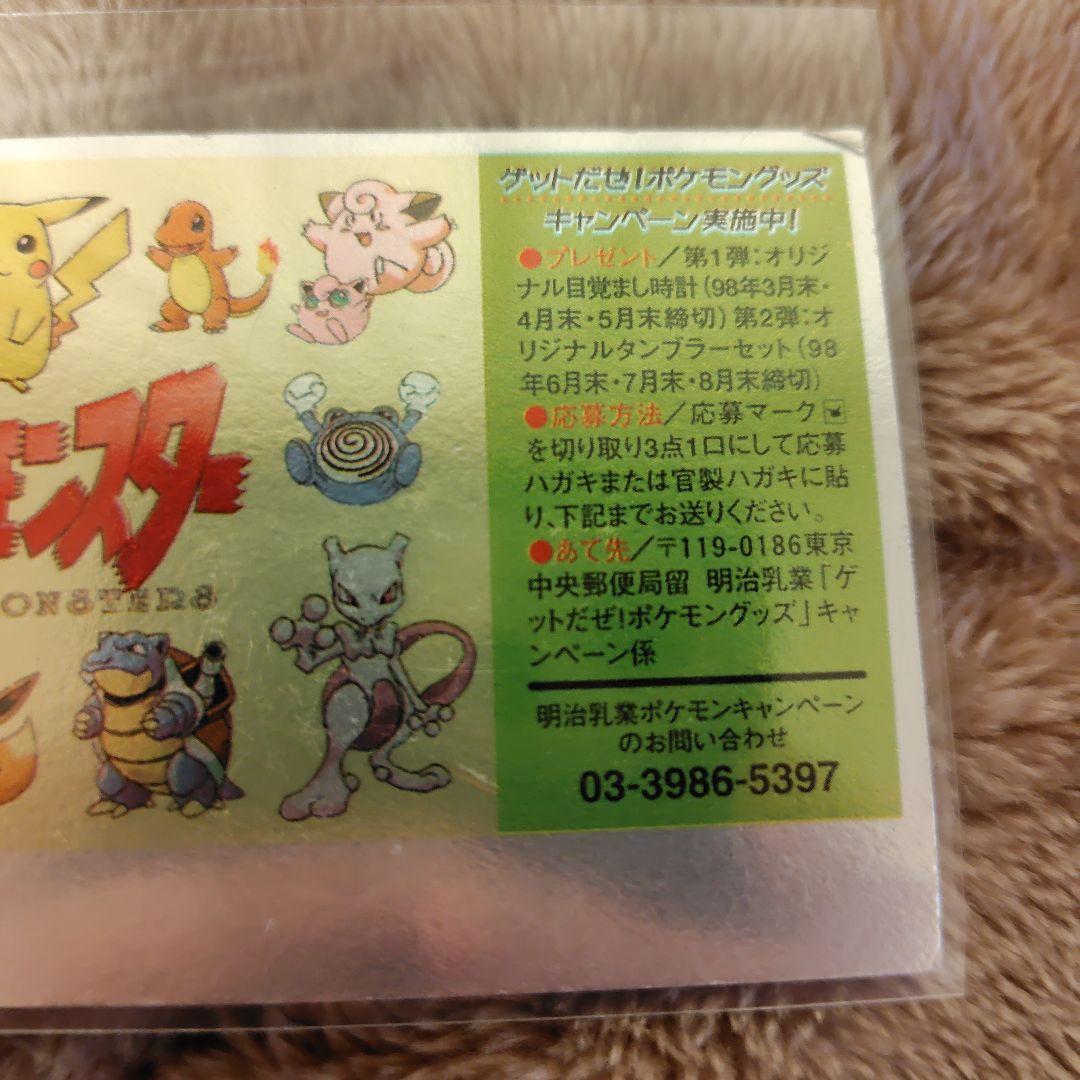 ゲットだぜ!ポケモングッズ
キャンペーン実施中!
●プレゼント/第1弾:オリジ
ナル目覚まし時計(98年3月末・
4月末・5月末締切)第2弾:オ
リジナルタンブラーセット(98
年6月末・7月末・8月末締切)
●応募方法/応募マーク
を切り取り3点1口にして応募
ハガキまたは官製ハガキに貼
り、下記までお送りください。
●あて先/〒119-0186東京
中央郵便局留 明治乳業「ゲ
ットだぜ!ポケモングッズ」キャ
ンペーン係
明治乳業ポケモンキャンペーン
のお問い合わせ
03-3986-5397
モンスター
ONSTERS